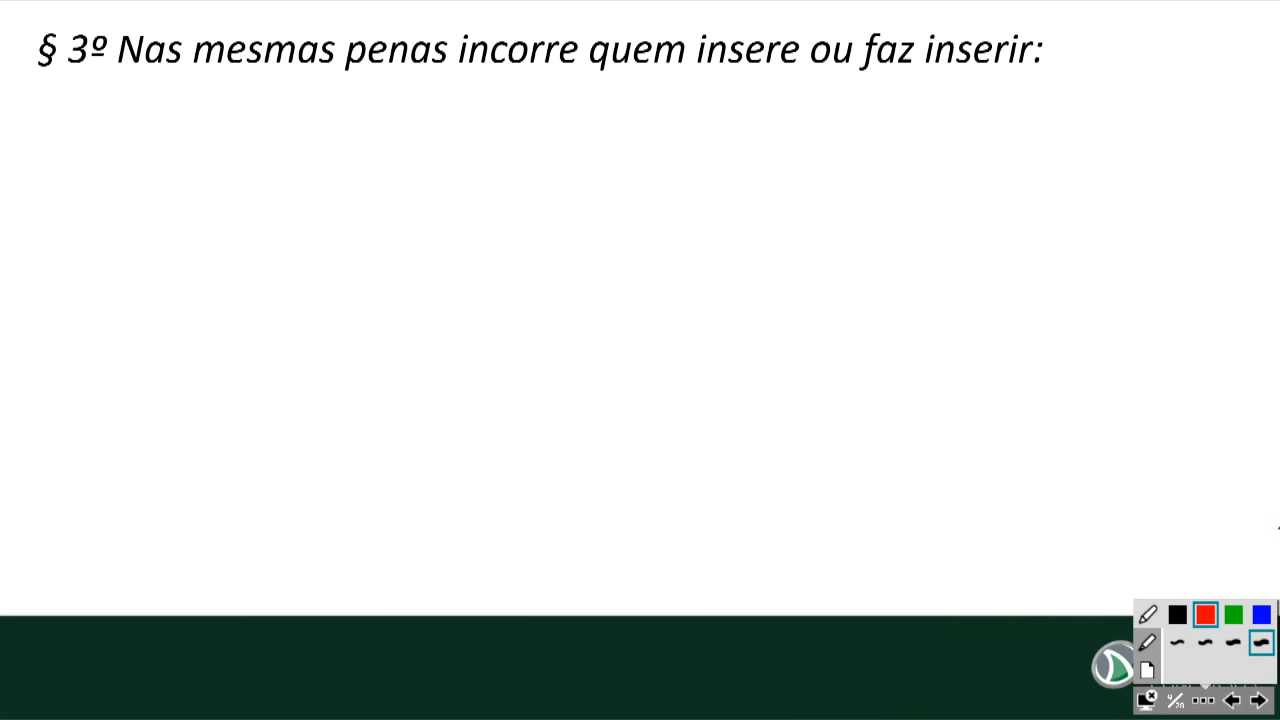 § 3º Nas mesmas penas incorre quem insere ou faz inserir: